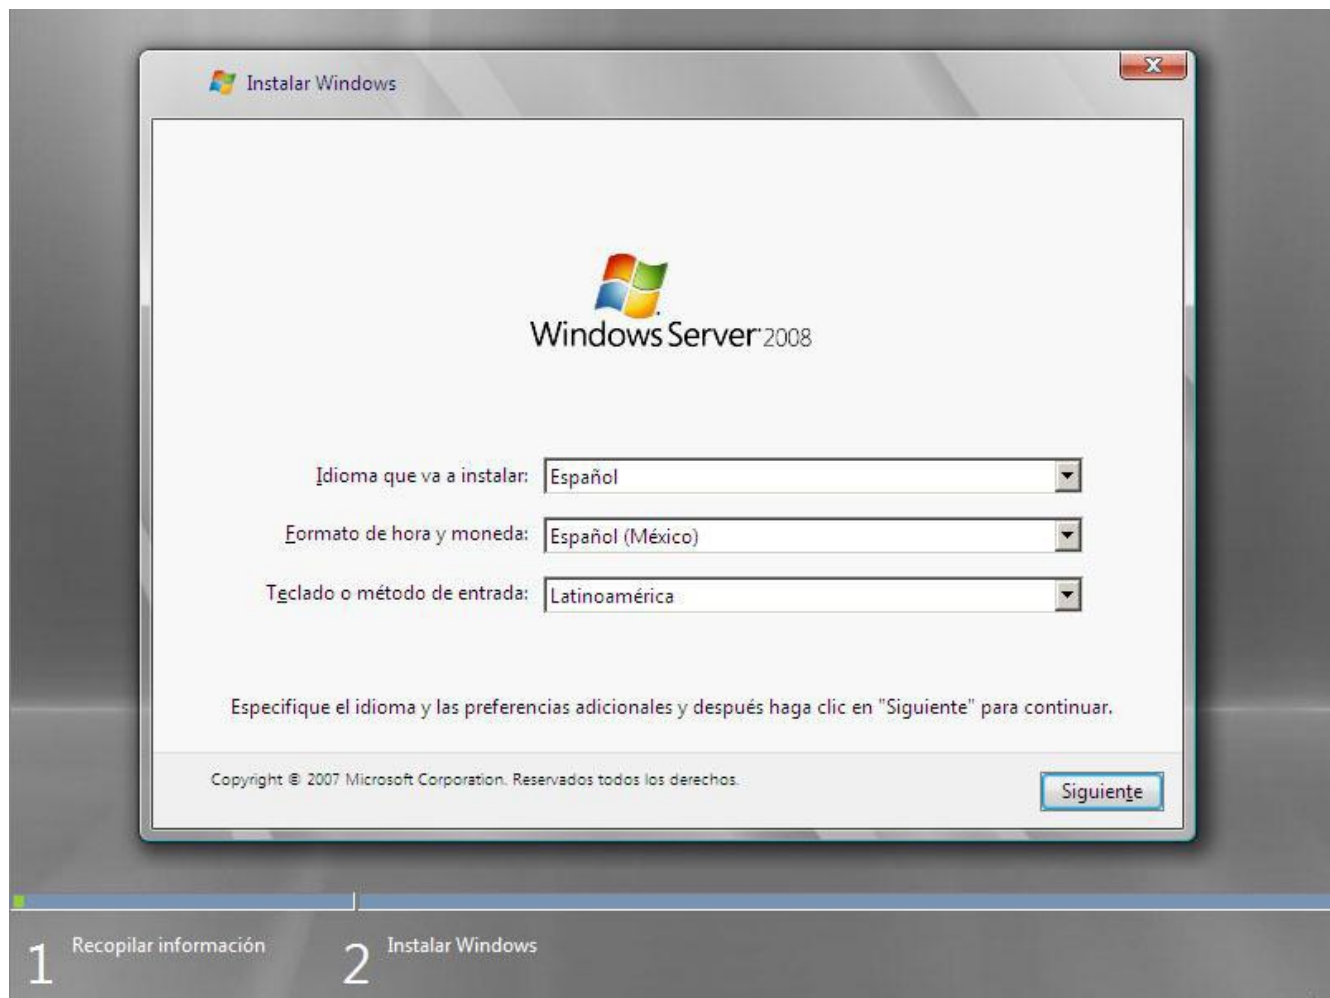 Instalar Windows
Windows Server 2008
Idioma que va a instalar: Español
Formato de hora y moneda: Español (México)
Teclado o método de entrada: Latinoamérica
Especifique el idioma y las preferencias adicionales y después haga clic en "Siguiente" para continuar.
Copyright © 2007 Microsoft Corporation. Reservados todos los derechos.
Siguiente
1 Recopilar información
2 Instalar Windows